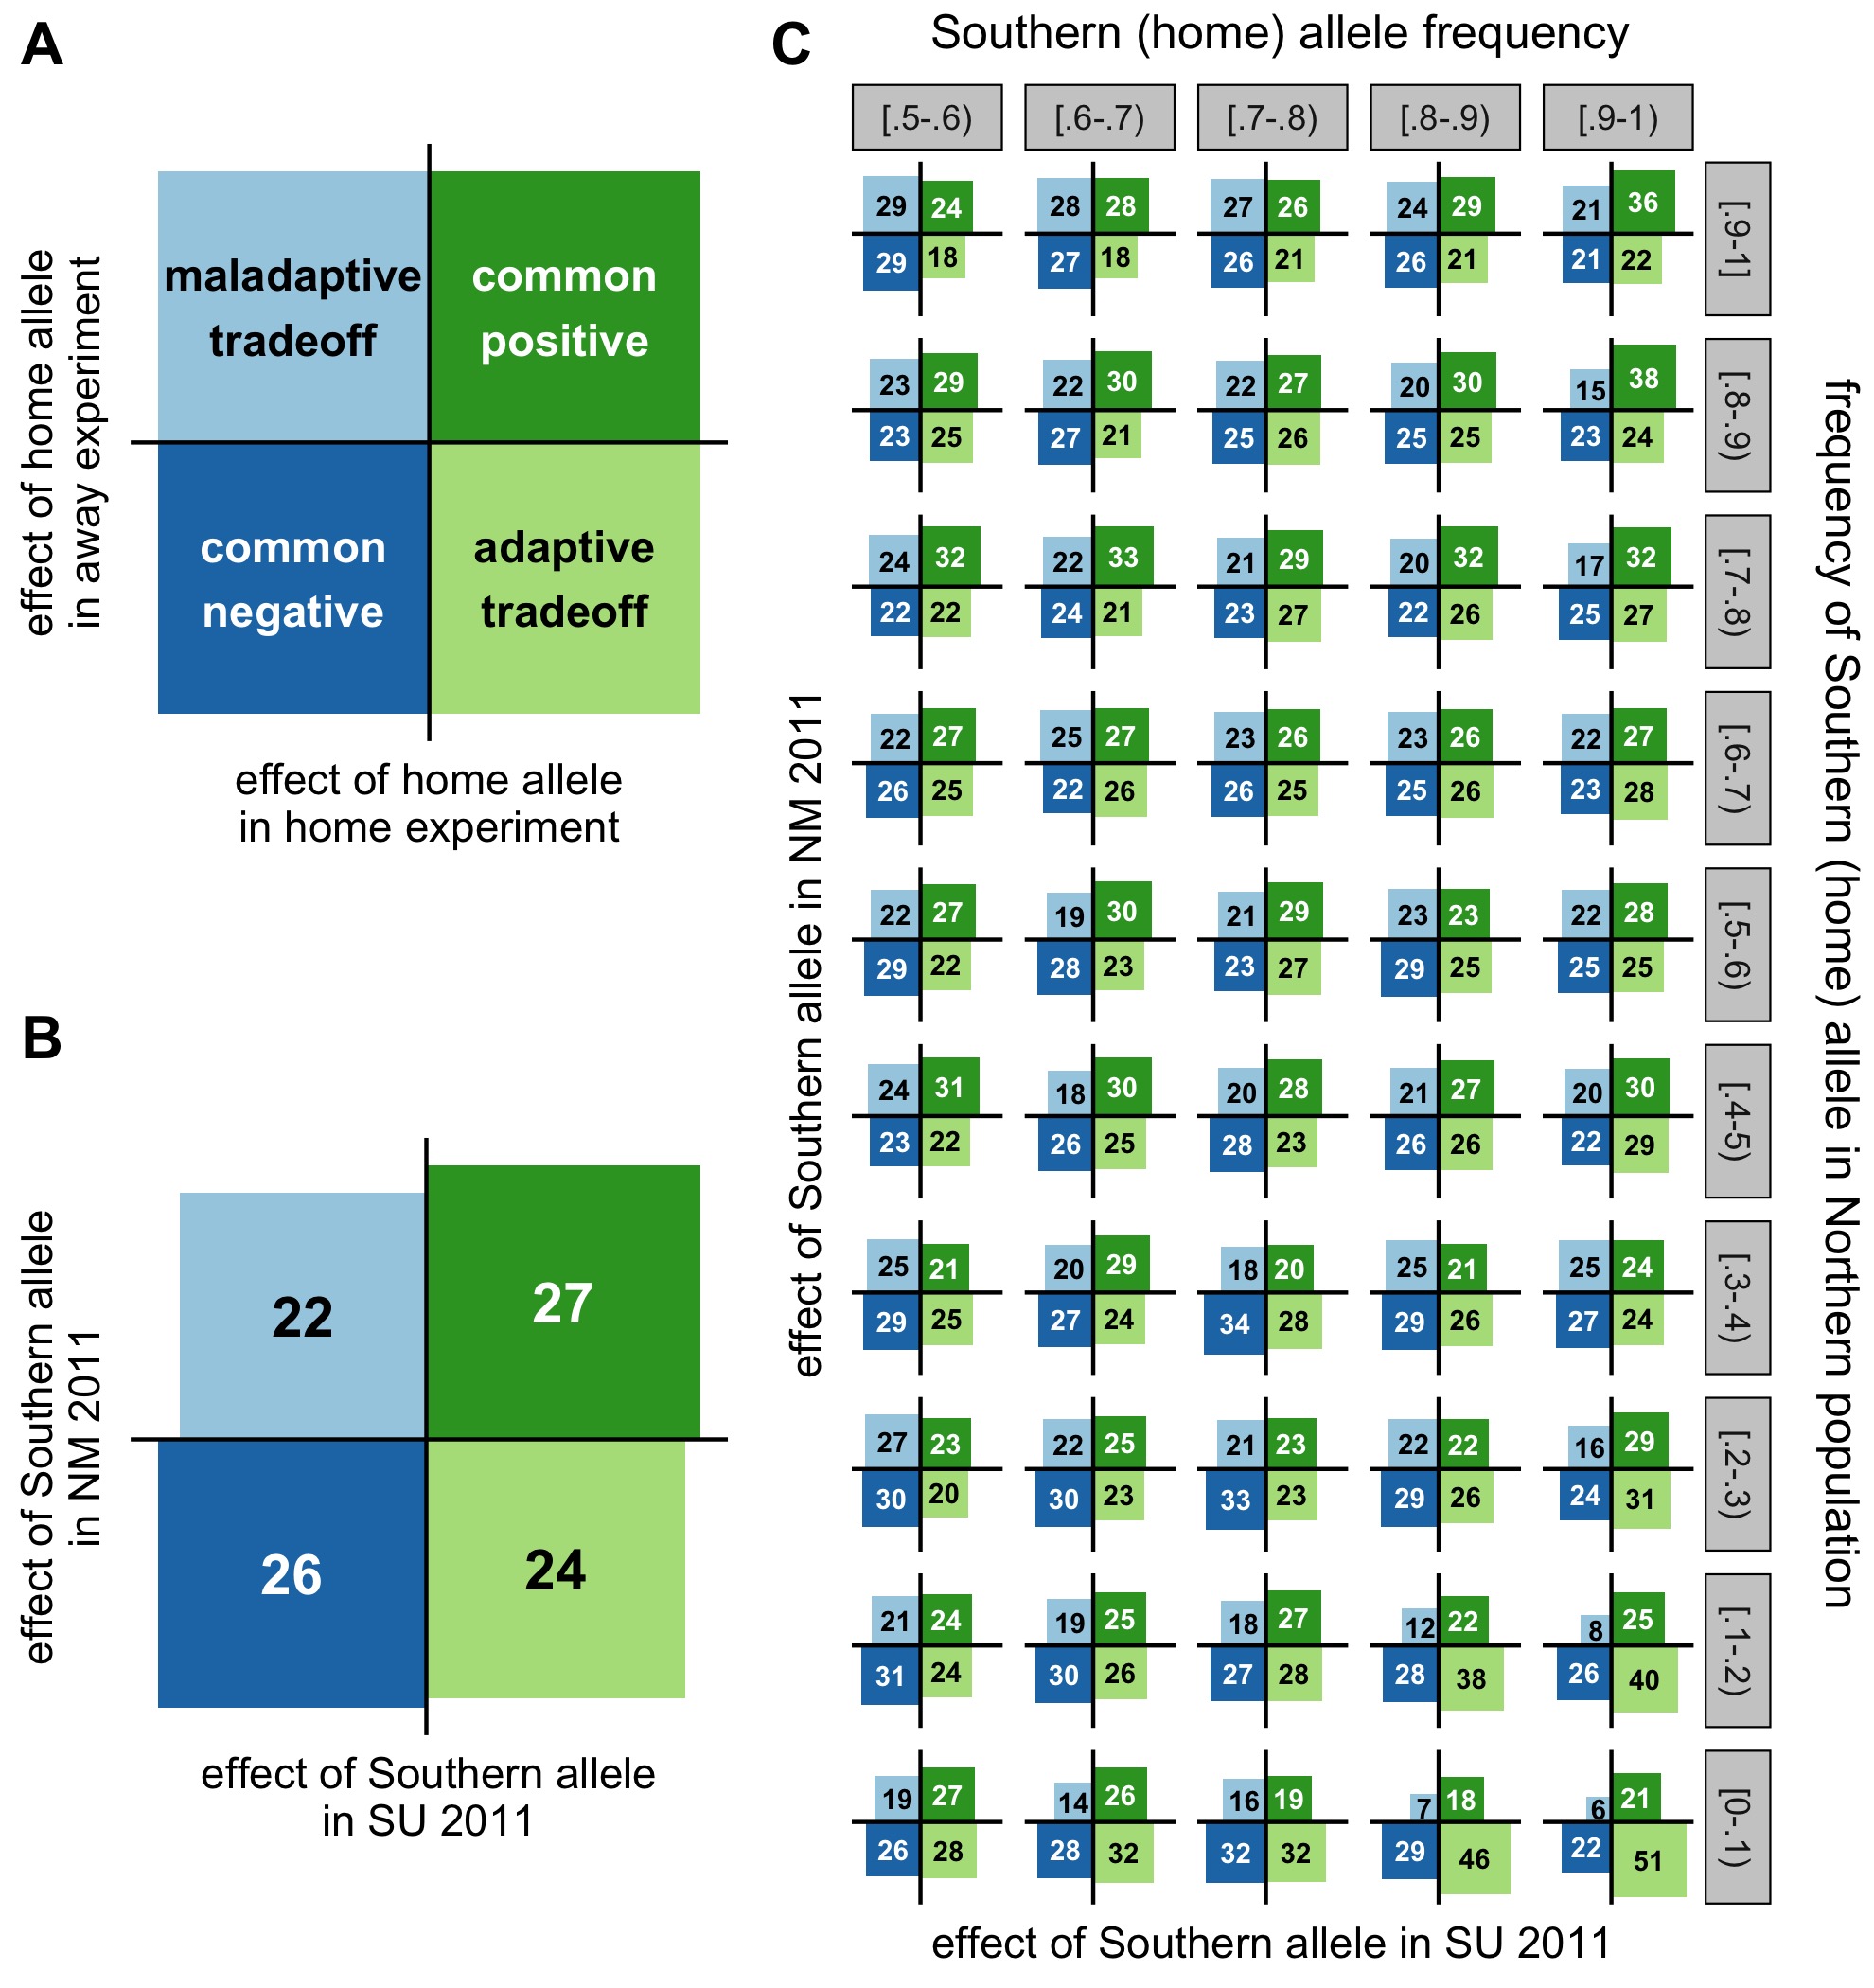 A
maladaptive
tradeoff
common
positive
common
negative
adaptive
tradeoff
effect of home allele
in away experiment
effect of home allele
in home experiment
B
22
27
26
24
effect of Southern allele
in NM 2011
effect of Southern allele
in SU 2011
C
Southern (home) allele frequency
[.5-.6) [.6-.7) [.7-.8) [.8-.9) [.9-1)
29 24 28 28 27 26 24 29 21 36
29 18 27 18 26 21 26 21 21 22
[.9-1]
23 29 22 30 22 27 20 30 15 38
23 25 27 21 25 26 25 25 23 24
[.8-.9)
24 32 22 33 21 29 20 32 17 32
22 22 24 21 23 27 22 26 25 27
[.7-.8)
22 27 25 27 23 26 23 26 22 27
26 25 22 26 26 25 25 26 23 28
[.6-.7)
22 27 19 30 21 29 23 23 22 28
29 22 28 23 23 27 29 25 25 25
[.5-.6)
24 31 18 30 20 28 21 27 20 30
23 22 26 25 28 23 26 26 22 29
[.4-5)
25 21 20 29 18 20 25 21 25 24
29 25 27 24 34 28 29 26 27 24
[.3-.4)
27 23 22 25 21 23 22 22 16 29
30 20 30 23 33 23 29 26 24 31
[.2-.3)
21 24 19 25 18 27 12 22 8 25
31 24 30 26 27 28 28 38 26 40
[.1-.2)
19 27 14 26 16 19 7 18 6 21
26 28 28 32 32 32 29 46 22 51
[0-.1)
effect of Southern allele in NM 2011
effect of Southern allele in SU 2011
frequency of Southern (home) allele in Northern population